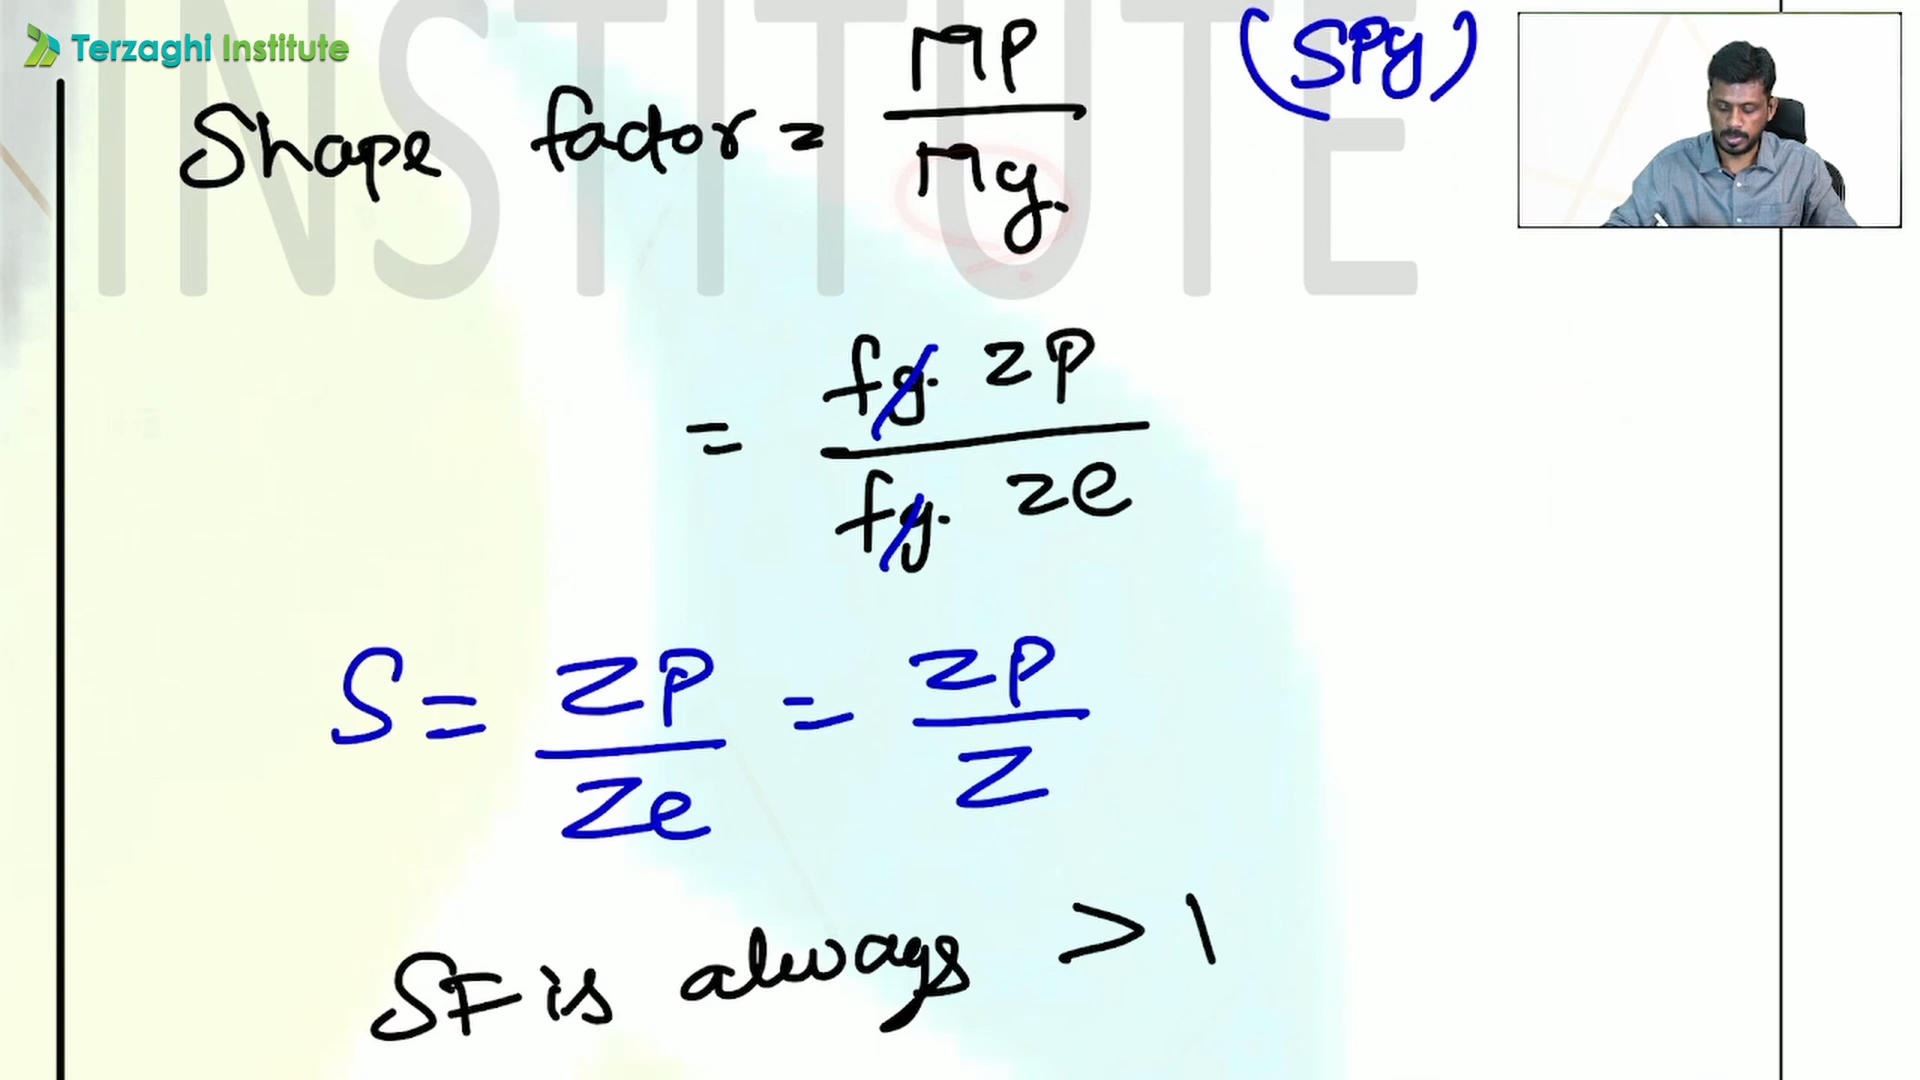 Terzaghi Institute
INSTITUTE
Shape factor = MP / My. (SPY)
= fy. ZP / fy. Ze
S = ZP / Ze = ZP / Z
SF is always > 1